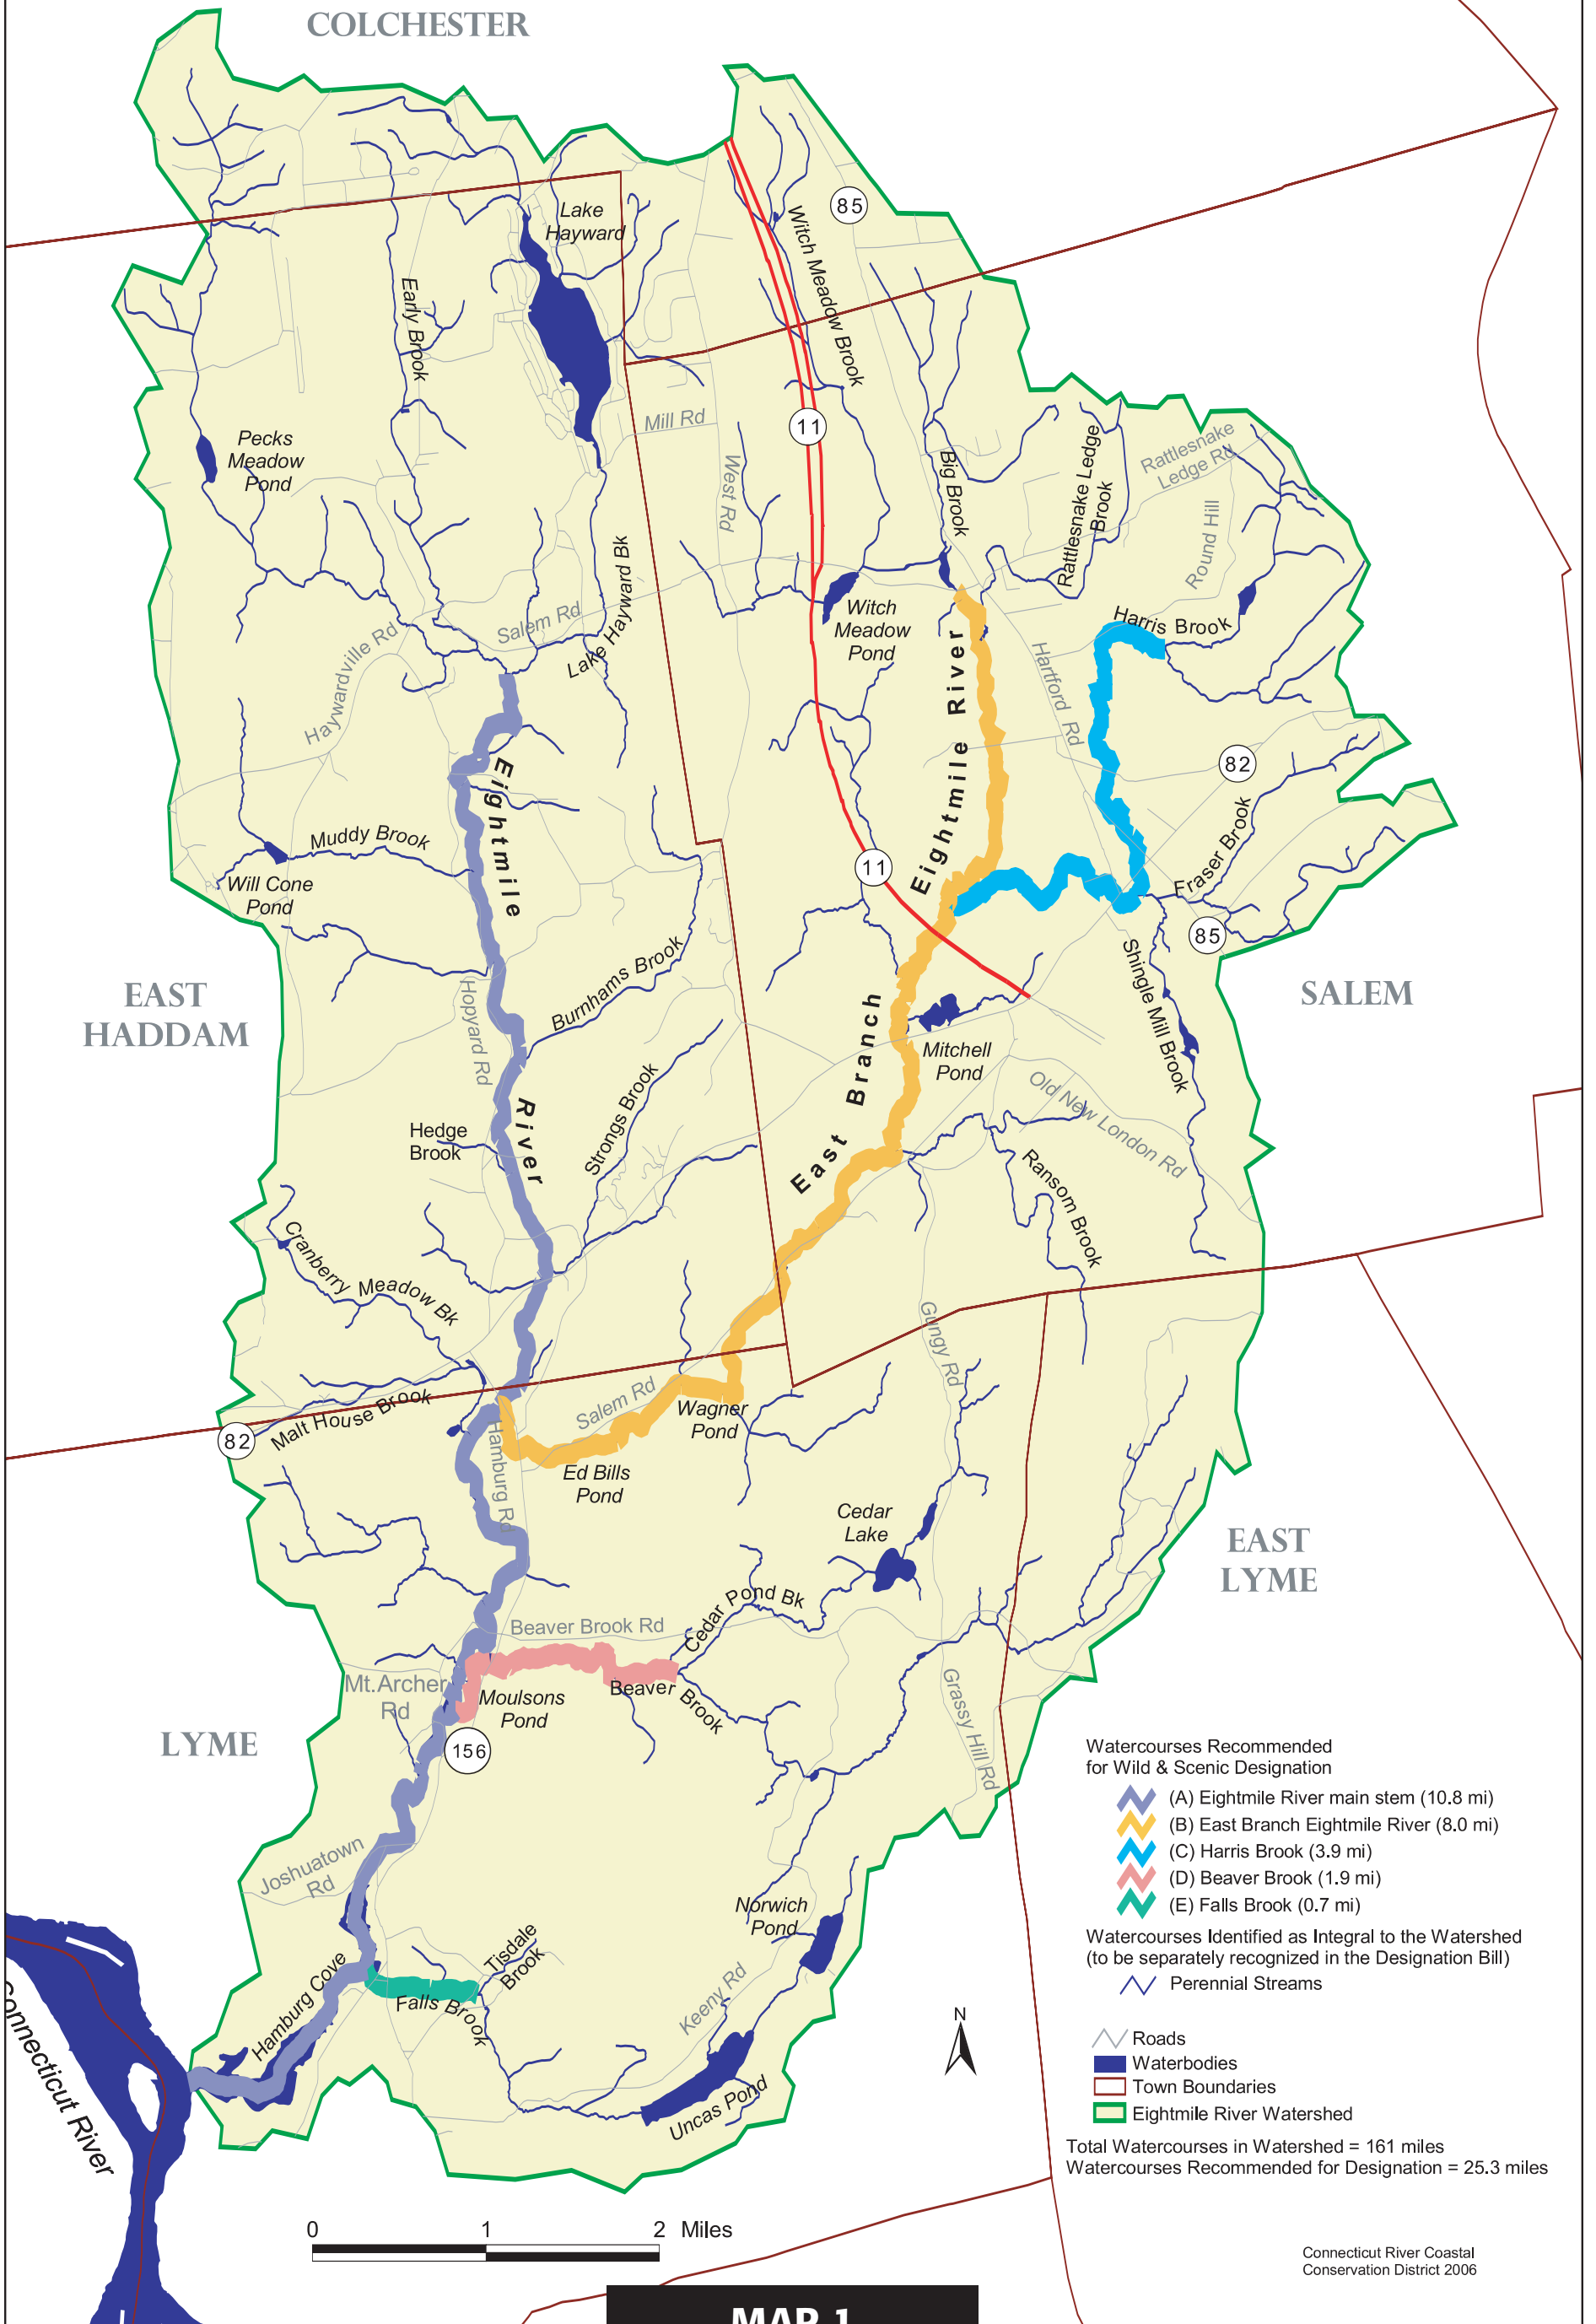 COLCHESTER
85
Lake
Hayward
Witch Meadow Brook
Early Brook
Mill Rd
11
Pecks
Meadow
Pond
West Rd
Big Brook
Rattlesnake Ledge
Brook
Rattlesnake
Ledge Rd
Round Hill
Lake Hayward Bk
Salem Rd
Haywardville Rd
Witch
Meadow
Pond
Harris Brook
Hartford Rd
82
Eightmile River
Muddy Brook
Will Cone
Pond
11
Eightmile River
East Branch
Fraser Brook
85
Shingle Mill Brook
SALEM
EAST
HADDAM
Hopyard Rd
Burnhams Brook
Mitchell
Pond
Old New London Rd
Hedge
Brook
Strongs Brook
Ransom Brook
Cranberry Meadow Bk
Gungy Rd
Malt House Brook
82
Salem Rd
Wagner
Pond
Hamburg Rd
Ed Bills
Pond
Cedar
Lake
EAST
LYME
Cedar Pond Bk
Beaver Brook Rd
Mt.Archer
Rd
Moulsons
Pond
Beaver Brook
Grassy Hill Rd
LYME
156
Joshuatown
Rd
Norwich
Pond
Tisdale
Brook
Hamburg Cove
Falls Brook
Keeny Rd
Uncas Pond
Connecticut River
Watercourses Recommended
for Wild & Scenic Designation
(A) Eightmile River main stem (10.8 mi)
(B) East Branch Eightmile River (8.0 mi)
(C) Harris Brook (3.9 mi)
(D) Beaver Brook (1.9 mi)
(E) Falls Brook (0.7 mi)
Watercourses Identified as Integral to the Watershed
(to be separately recognized in the Designation Bill)
Perennial Streams
N
Roads
Waterbodies
Town Boundaries
Eightmile River Watershed
Total Watercourses in Watershed = 161 miles
Watercourses Recommended for Designation = 25.3 miles
0 1 2 Miles
Connecticut River Coastal
Conservation District 2006
MAP 1